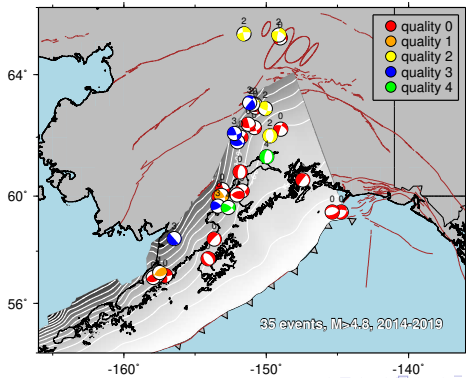 quality 0
quality 1
quality 2
quality 3
quality 4
64°
60°
56°
35 events, M>4.8, 2014-2019
-160°
-150°
-140°